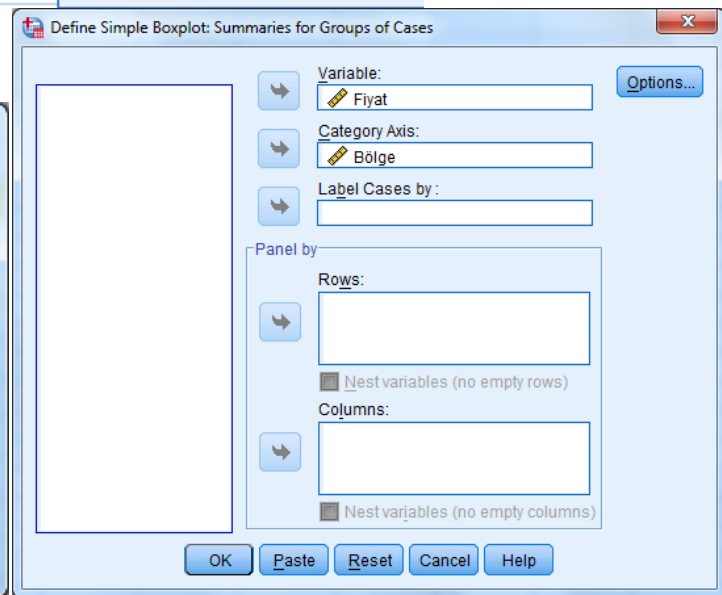 Define Simple Boxplot: Summaries for Groups of Cases
Variable:
Fiyat
Options...
Category Axis:
Bölge
Label Cases by :
Panel by
Rows:
Nest variables (no empty rows)
Columns:
Nest variables (no empty columns)
OK
Paste
Reset
Cancel
Help